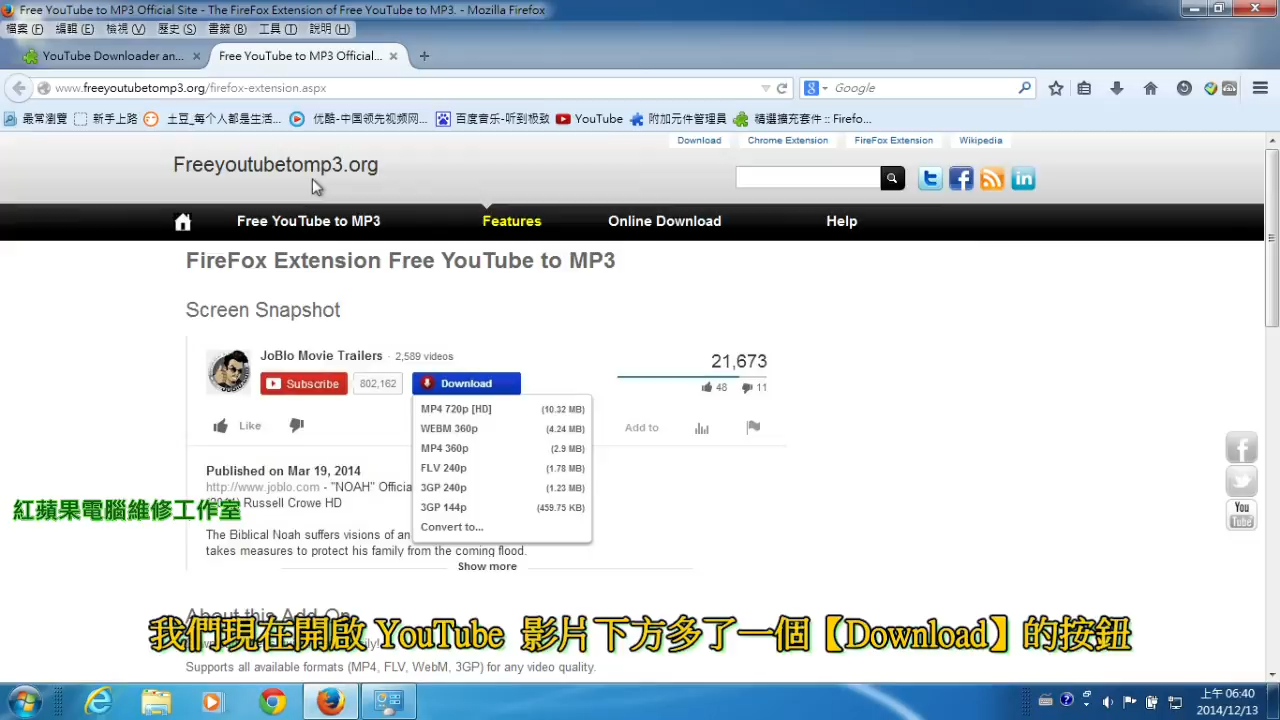 Free YouTube to MP3 Official Site - The FireFox Extension of Free YouTube to MP3. - Mozilla Firefox
檔案(F) 編輯(E) 檢視(V) 歷史(S) 書籤(B) 工具(T) 說明(H)
YouTube Downloader an... Free YouTube to MP3 Official...
www.freeyoutubetomp3.org/firefox-extension.aspx Google
最常瀏覽 新手上路 土豆_每个人都是生活... 优酷-中国领先视频网... 百度音乐-听到极致 YouTube 附加元件管理員 精選擴充套件 :: Firefo...
Download Chrome Extension FireFox Extension Wikipedia
Freeyoutubetomp3.org
Free YouTube to MP3 Features Online Download Help
FireFox Extension Free YouTube to MP3
Screen Snapshot
JoBlo Movie Trailers · 2,589 videos
21,673
Subscribe 802,162 Download
48 11
MP4 720p [HD] (10.32 MB)
Like WEBM 360p (4.24 MB) Add to
MP4 360p (2.9 MB)
Published on Mar 19, 2014 FLV 240p (1.78 MB)
http://www.joblo.com - "NOAH" Officia 3GP 240p (1.23 MB)
Russell Crowe HD 3GP 144p (459.75 KB)
紅蘋果電腦維修工作室
Convert to...
The Biblical Noah suffers visions of an
takes measures to protect his family from the coming flood.
Show more
You Tube
About this Add-On
我們現在開啟 YouTube 影片下方多了一個【Download】的按鈕
Supports all available formats (MP4, FLV, WebM, 3GP) for any video quality.
上午 06:40
2014/12/13